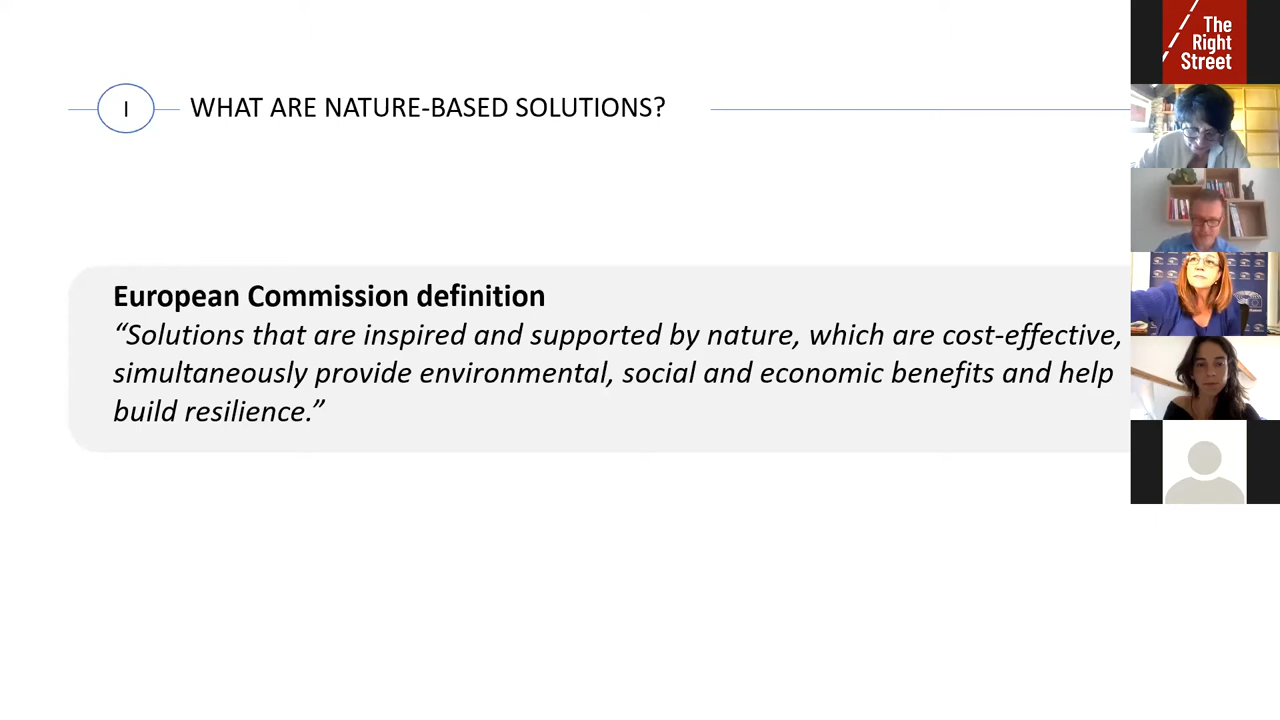 I
WHAT ARE NATURE-BASED SOLUTIONS?
European Commission definition
“Solutions that are inspired and supported by nature, which are cost-effective,
simultaneously provide environmental, social and economic benefits and help
build resilience.”
The
Right
Street